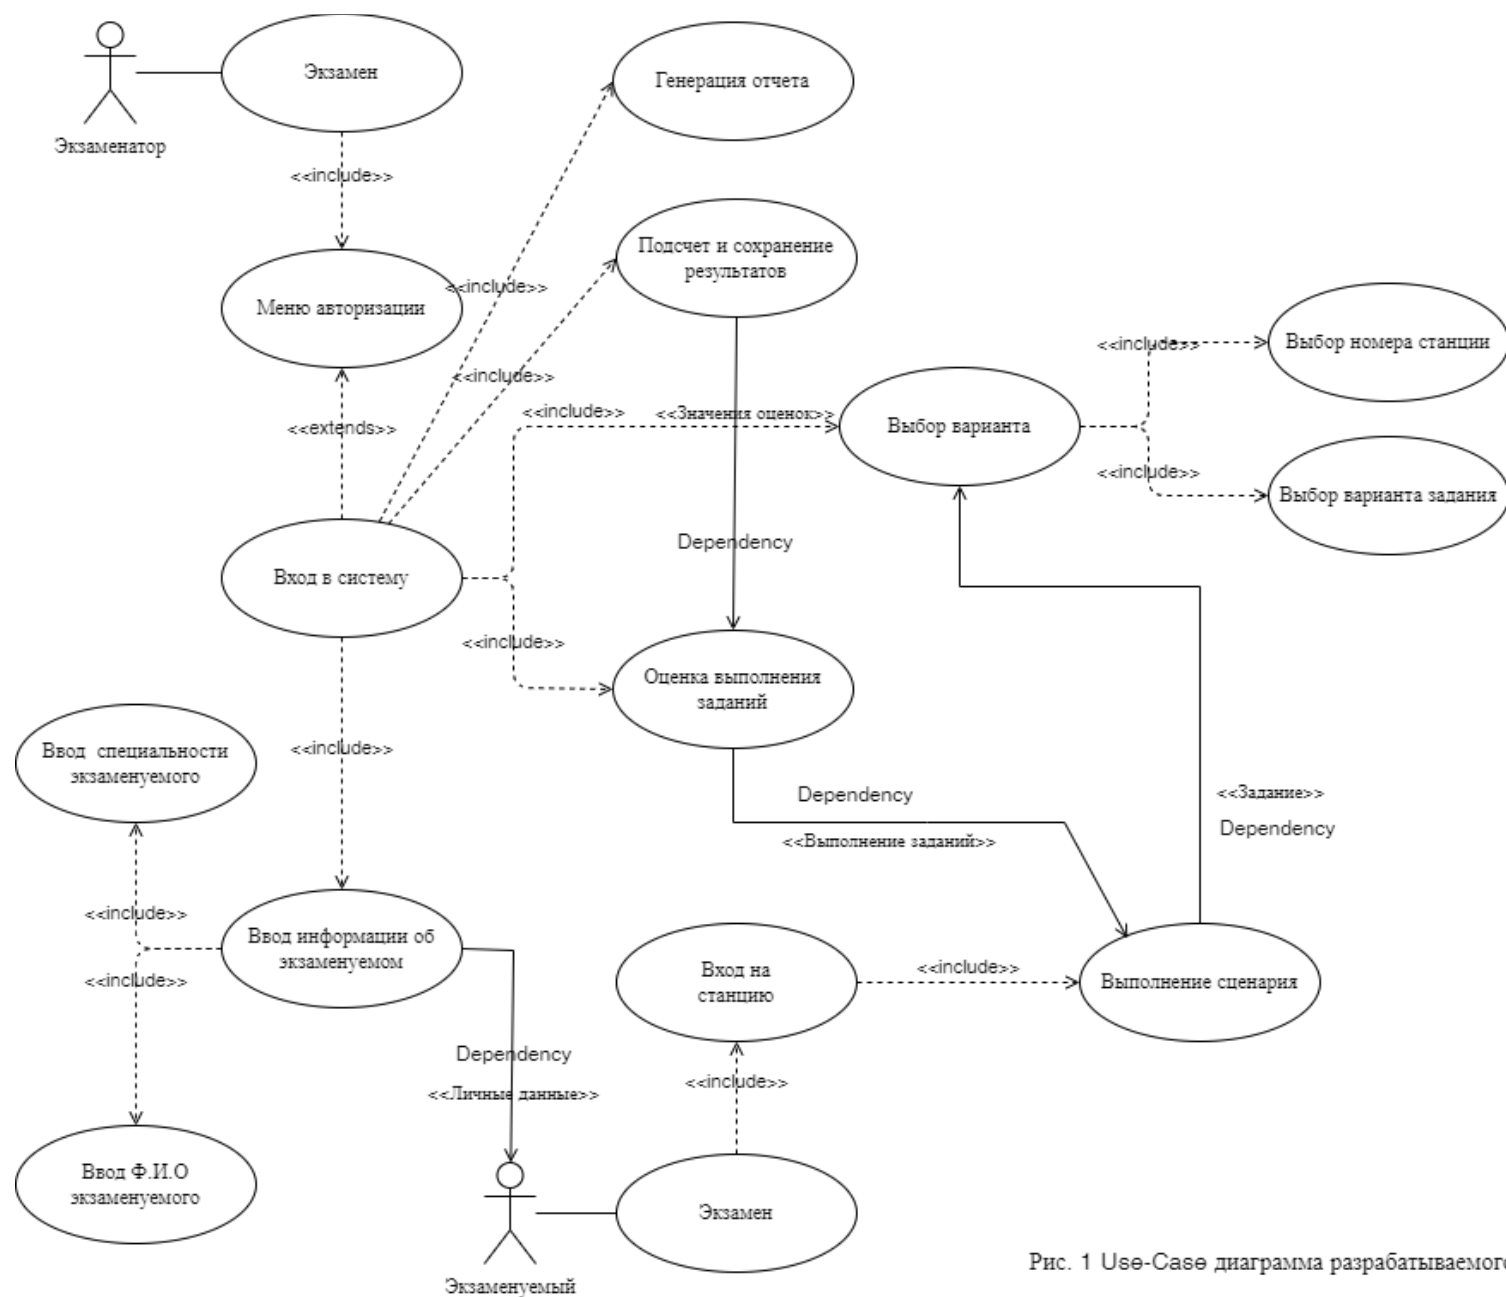 Экзамен
Генерация отчета
Экзаменатор
<<include>>
Подсчет и сохранение
результатов
Меню авторизации
<<include>>
<<include>>
<<extends>>
<<include>>
<<Значения оценок>>
Выбор варианта
<<include>>
Выбор номера станции
<<include>>
Выбор варианта задания
Dependency
Вход в систему
<<include>>
Оценка выполнения
заданий
<<include>>
Ввод  специальности
экзаменуемого
Dependency
<<Выполнение заданий>>
<<Задание>>
Dependency
<<include>>
Ввод информации об
экзаменуемом
<<include>>
Вход на
станцию
<<include>>
Выполнение сценария
Dependency
<<Личные данные>>
<<include>>
Ввод Ф.И.О
экзаменуемого
Экзамен
Экзаменуемый
Рис. 1 Use-Case диаграмма разрабатываемого